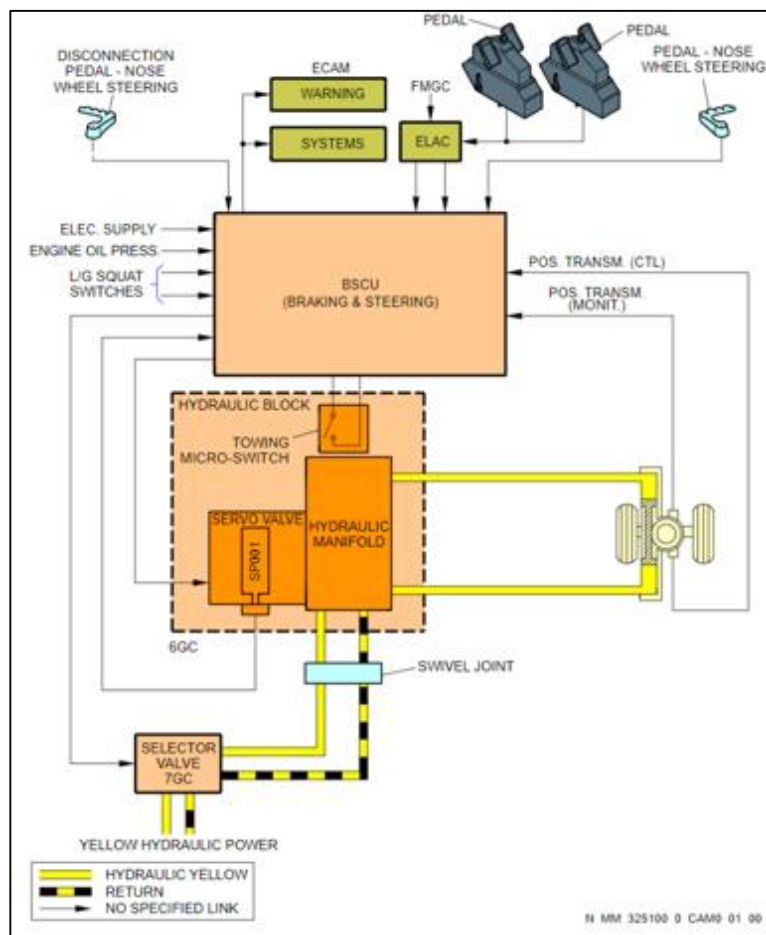 PEDAL
PEDAL
DISCONNECTION
PEDAL - NOSE
WHEEL STEERING
ECAM
WARNING
SYSTEMS
FMGC
ELAC
PEDAL - NOSE
WHEEL STEERING
ELEC. SUPPLY
ENGINE OIL PRESS.
L/G SQUAT
SWITCHES
BSCU
(BRAKING & STEERING)
POS. TRANSM. (CTL)
POS. TRANSM.
(MONIT.)
HYDRAULIC BLOCK
TOWING
MICRO-SWITCH
SERVO VALVE
SP001
HYDRAULIC
MANIFOLD
6GC
SWIVEL JOINT
SELECTOR
VALVE
7GC
YELLOW HYDRAULIC POWER
HYDRAULIC YELLOW
RETURN
NO SPECIFIED LINK
N MM 325100 0 CAM0 01 00